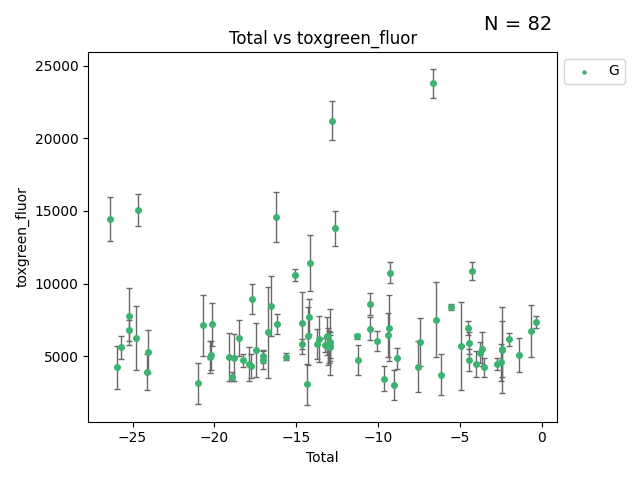 N = 82
Total vs toxgreen_fluor
G
toxgreen_fluor
25000
20000
15000
10000
5000
−25
−20
−15
−10
−5
0
Total